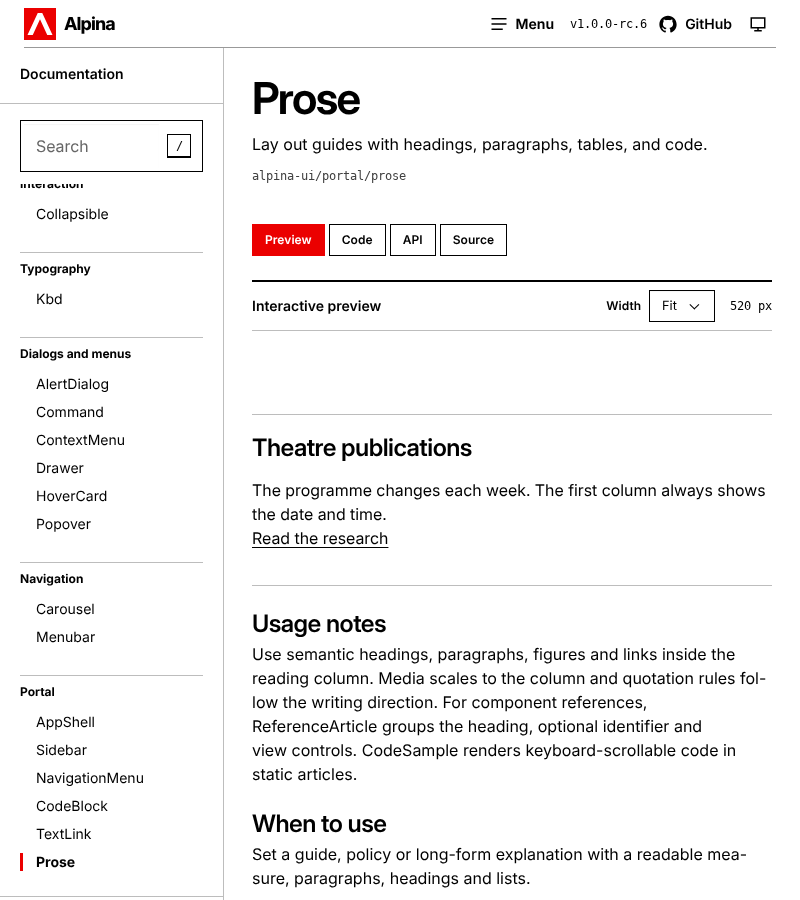 Alpina
Menu
v1.0.0-rc.6
GitHub
Documentation
Search
/
Interaction
Collapsible
Typography
Kbd
Dialogs and menus
AlertDialog
Command
ContextMenu
Drawer
HoverCard
Popover
Navigation
Carousel
Menubar
Portal
AppShell
Sidebar
NavigationMenu
CodeBlock
TextLink
Prose
Prose
Lay out guides with headings, paragraphs, tables, and code.
alpina-ui/portal/prose
Preview
Code
API
Source
Interactive preview
Width
Fit
520 px
Theatre publications
The programme changes each week. The first column always shows
the date and time.
Read the research
Usage notes
Use semantic headings, paragraphs, figures and links inside the
reading column. Media scales to the column and quotation rules fol-
low the writing direction. For component references,
ReferenceArticle groups the heading, optional identifier and
view controls. CodeSample renders keyboard-scrollable code in
static articles.
When to use
Set a guide, policy or long-form explanation with a readable mea-
sure, paragraphs, headings and lists.